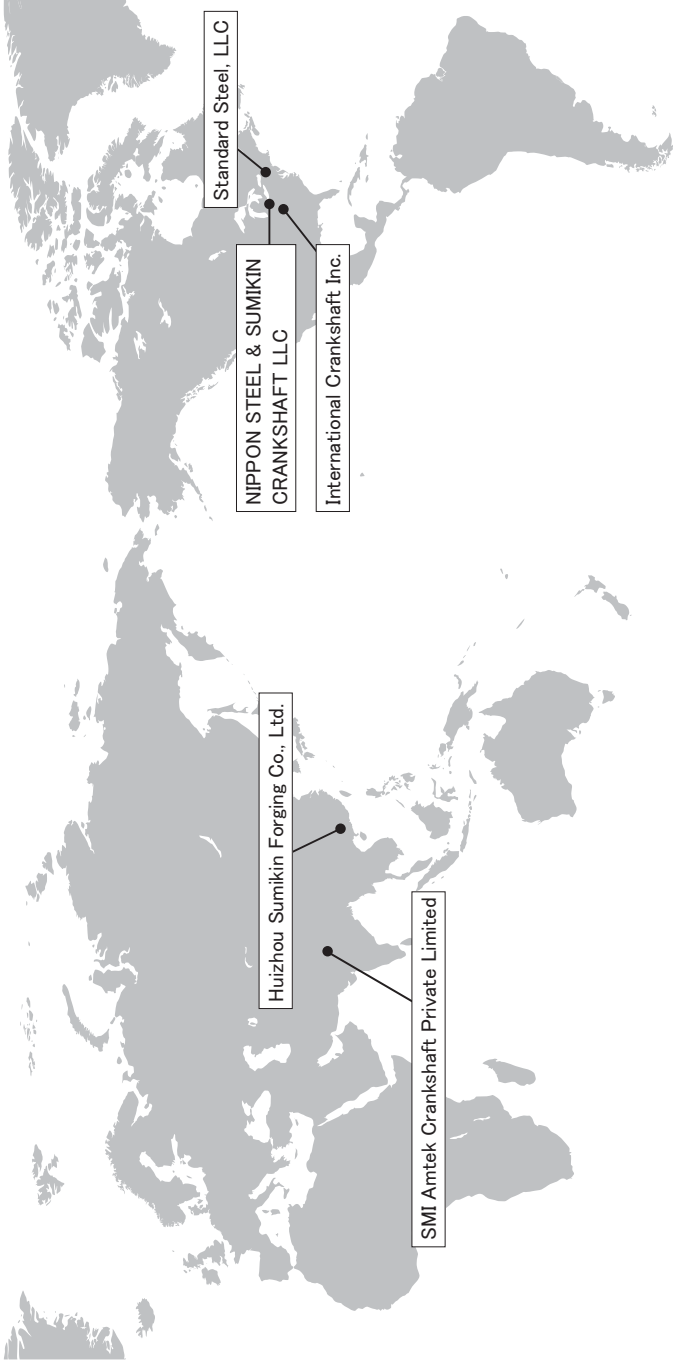 Standard Steel, LLC
NIPPON STEEL & SUMIKIN
CRANKSHAFT LLC
International Crankshaft Inc.
Huizhou Sumikin Forging Co., Ltd.
SMI Amtek Crankshaft Private Limited